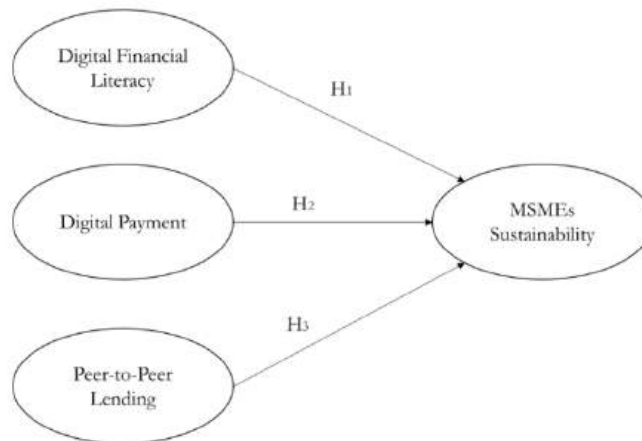 Digital Financial
Literacy
H1
Digital Payment
H2
MSMEs
Sustainability
H3
Peer-to-Peer
Lending